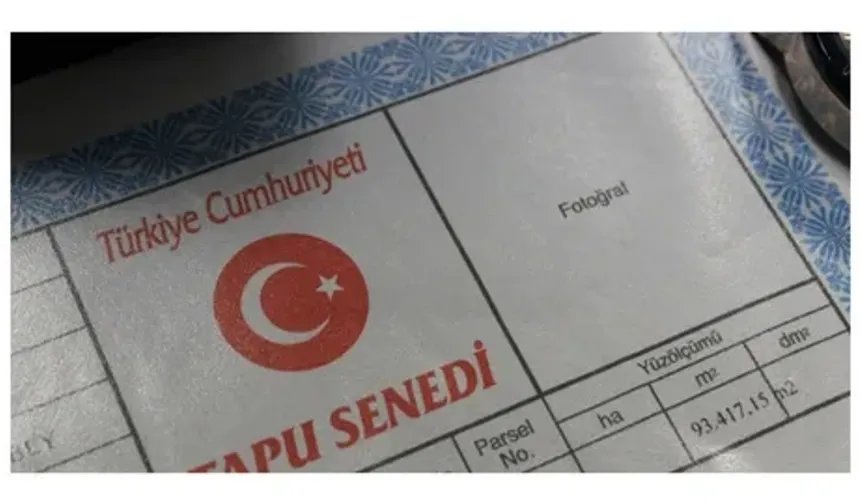 Türkiye Cumhuriyeti
TAPU SENEDİ
Fotoğraf
Yüzölçümü
ha
m²
dm²
Parsel
No.
93.417.15 m2